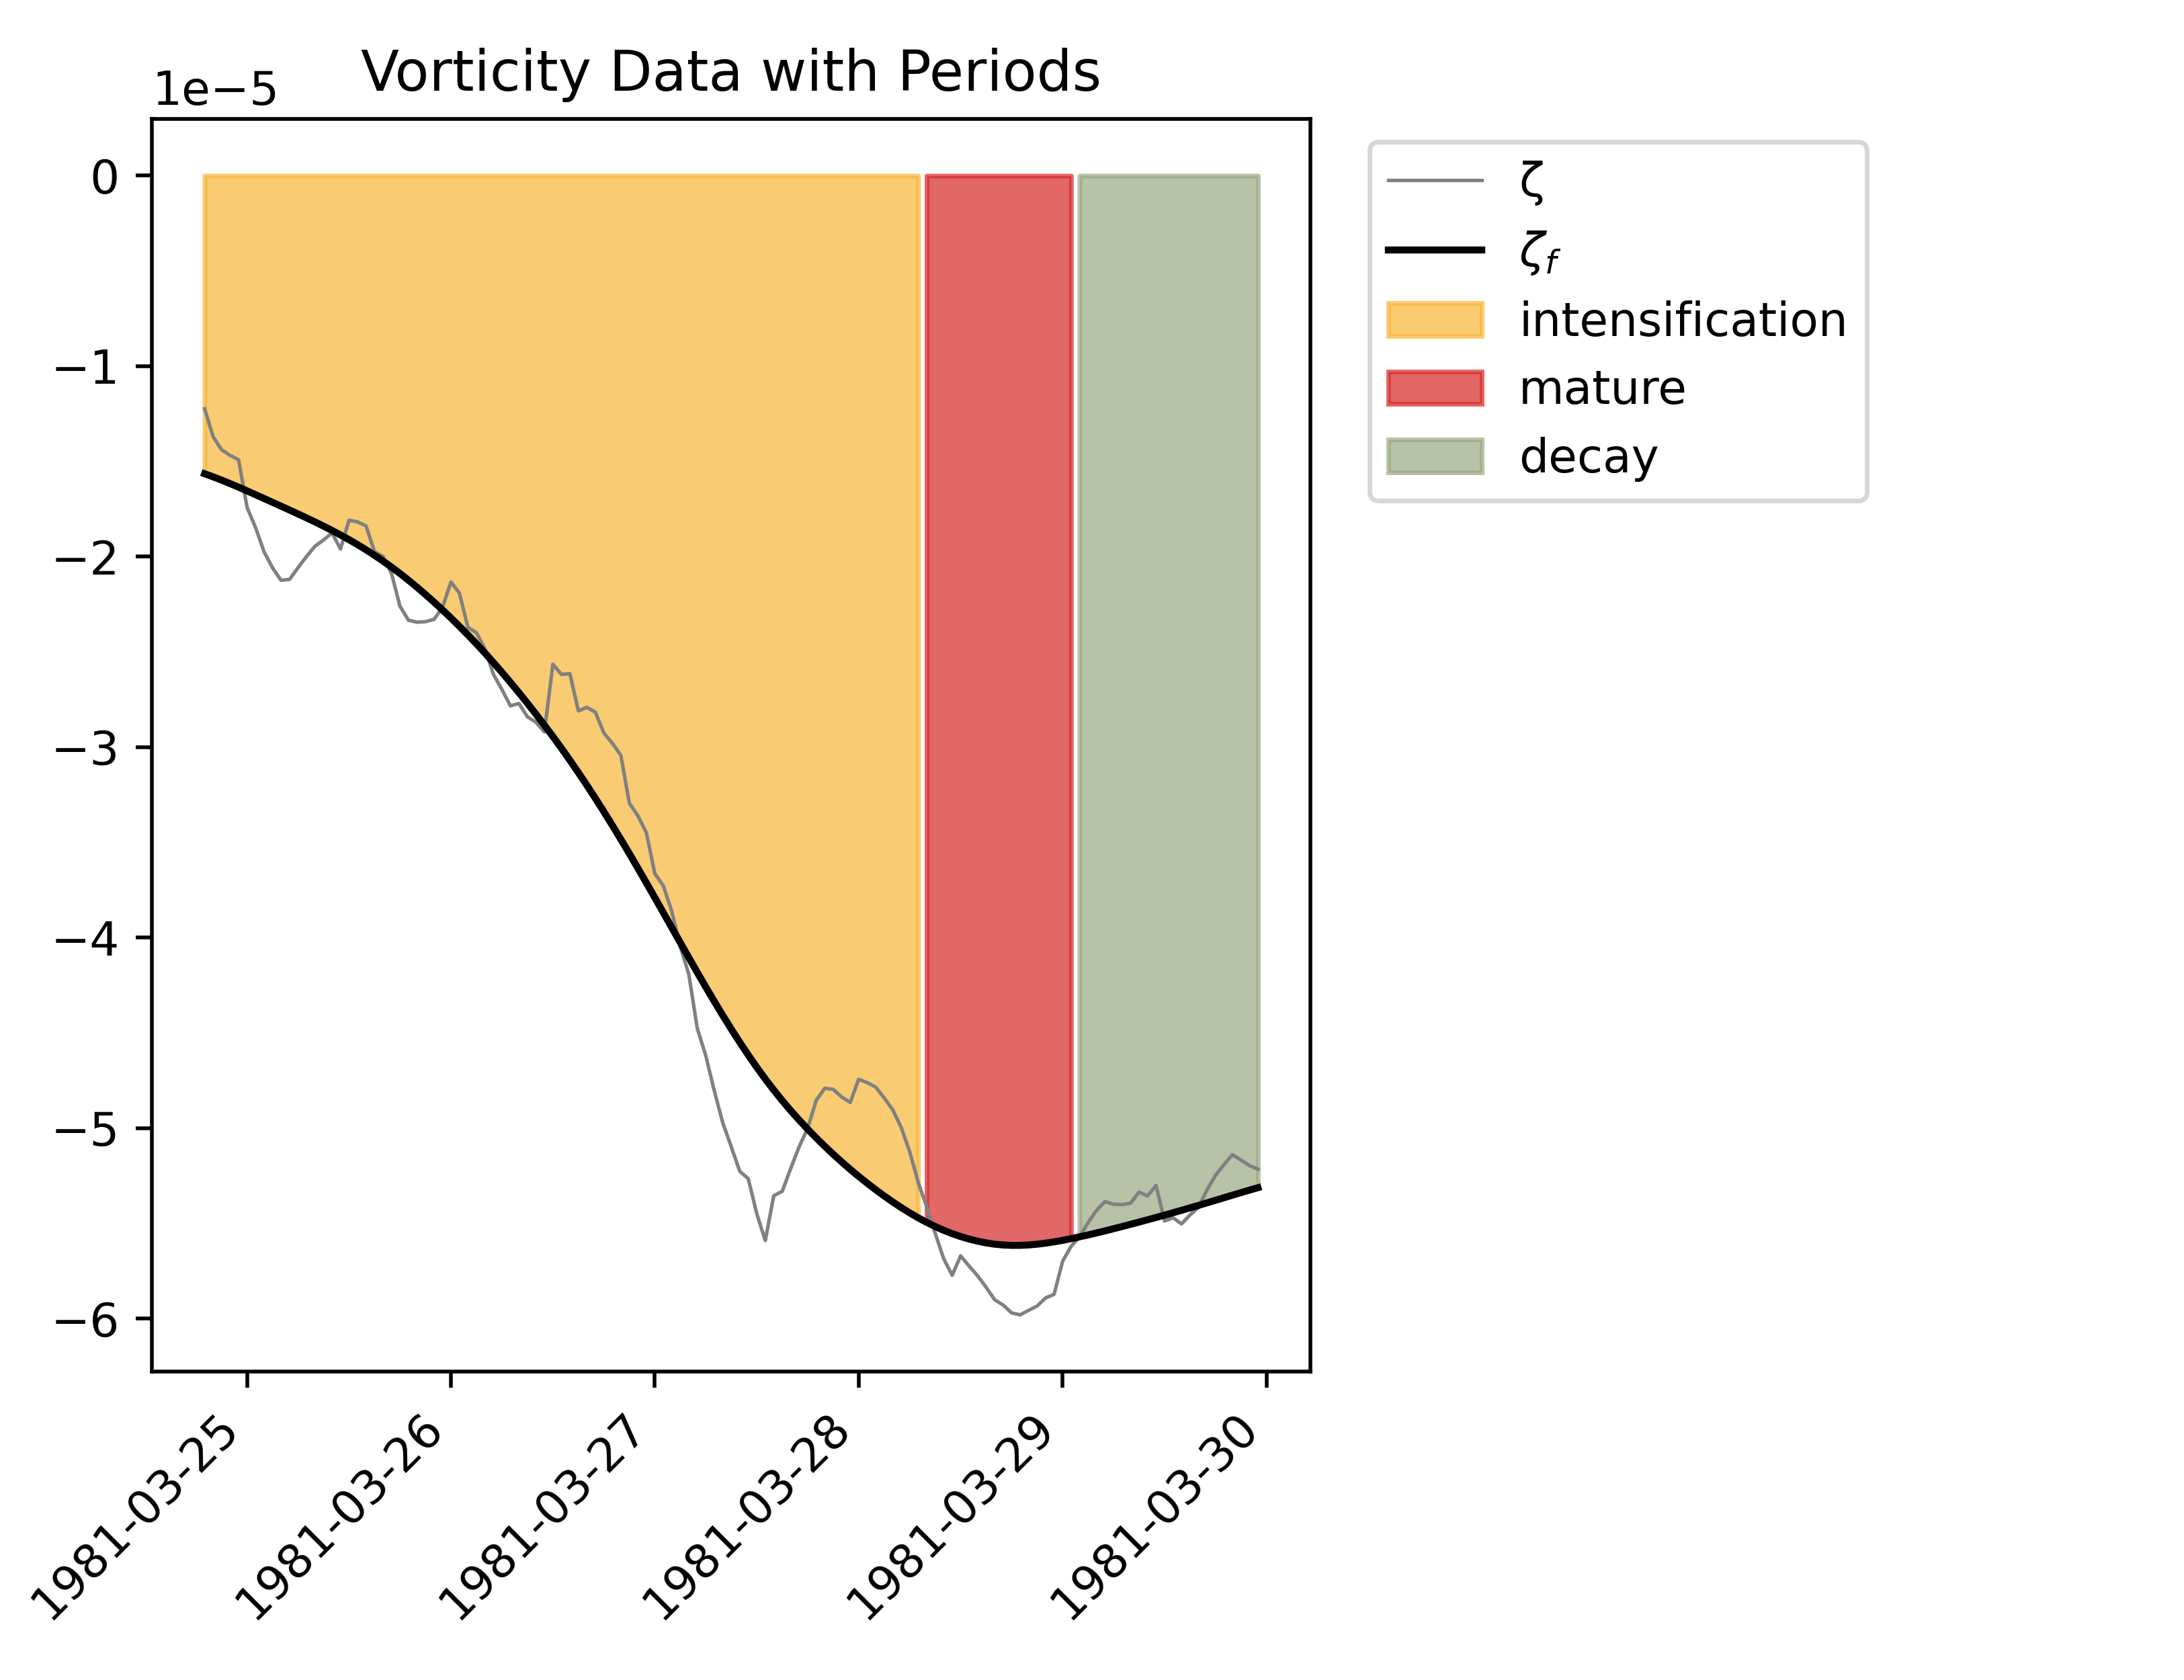 Vorticity Data with Periods
1e−5
0
−1
−2
−3
−4
−5
−6
1981-03-25
1981-03-26
1981-03-27
1981-03-28
1981-03-29
1981-03-30
ζ
ζf
intensification
mature
decay